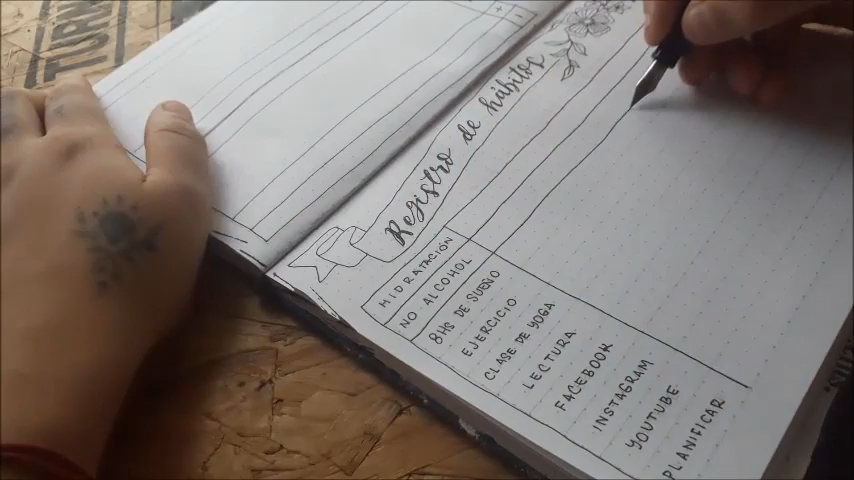 Registro de hábitos
HIDRATACIÓN
NO ALCOHOL
8HS DE SUEÑO
EJERCICIO
CLASE DE YOGA
LECTURA
FACEBOOK
INSTAGRAM
YOUTUBE
PLANIFICAR